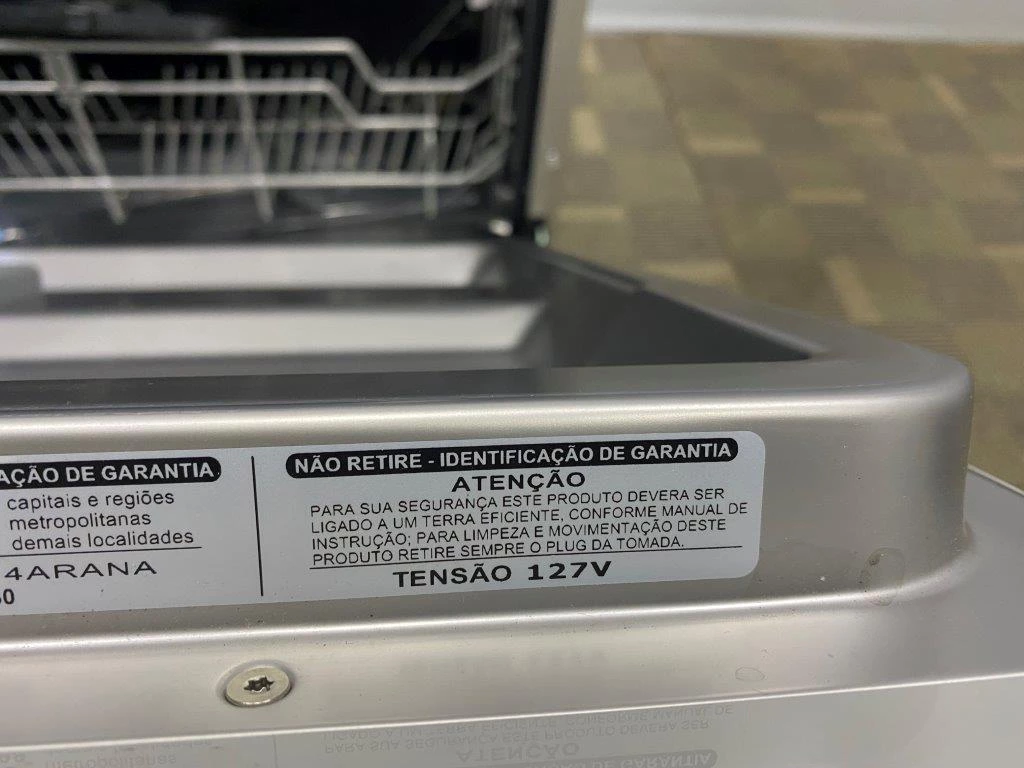 AÇÃO DE GARANTIA
capitais e regiões
metropolitanas
demais localidades
4ARANA
NÃO RETIRE - IDENTIFICAÇÃO DE GARANTIA
ATENÇÃO
PARA SUA SEGURANÇA ESTE PRODUTO DEVERA SER
LIGADO A UM TERRA EFICIENTE, CONFORME MANUAL DE
INSTRUÇÃO; PARA LIMPEZA E MOVIMENTAÇÃO DESTE
PRODUTO RETIRE SEMPRE O PLUG DA TOMADA.
TENSÃO 127V